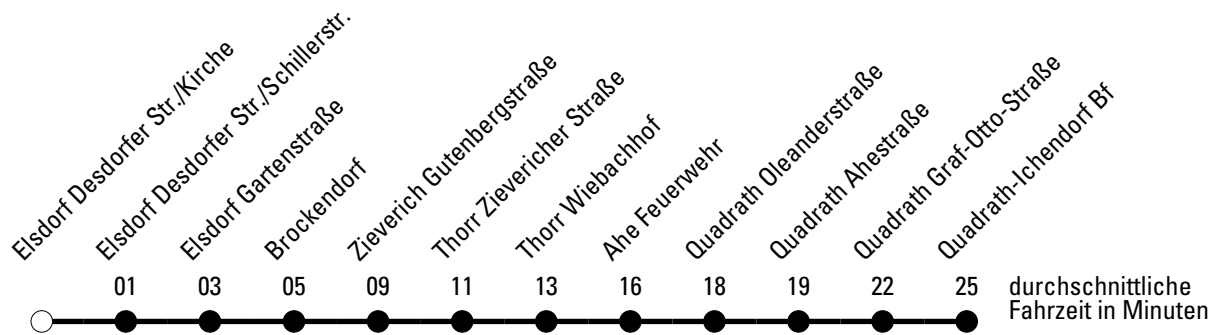 Elsdorf Desdorfer Str./Kirche
Elsdorf Desdorfer Str./Schillerstr.
Elsdorf Gartenstraße
Brockendorf
Zieverich Gutenbergstraße
Thorr Zievericher Straße
Thorr Wiebachhof
Ahe Feuerwehr
Quadrath Oleanderstraße
Quadrath Ahestraße
Quadrath Graf-Otto-Straße
Quadrath-Ichendorf Bf
01 03 05 09 11 13 16 18 19 22 25 durchschnittliche
Fahrzeit in Minuten